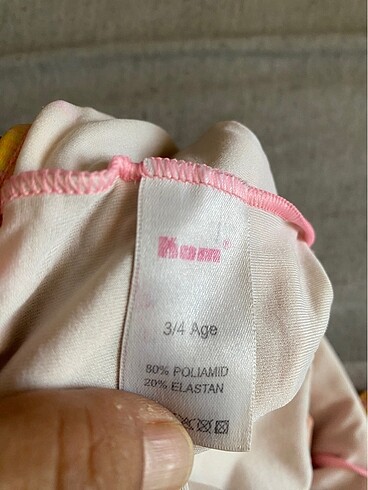 Kom
3/4 Age
80% POLIAMID
20% ELASTAN